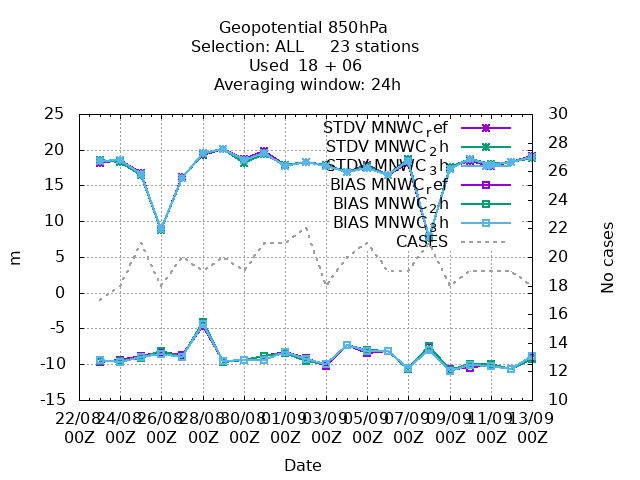 Geopotential 850hPa
Selection: ALL 23 stations
Used 18 + 06
Averaging window: 24h
25 30
20 28
15 26
10 24
5 22
0 20
-5 18
-10 16
-15 14
12
10
STDV MNWC_ref
STDV MNWC_2h
STDV MNWC_3h
BIAS MNWC_ref
BIAS MNWC_2h
BIAS MNWC_3h
CASES
m
No cases
22/08 24/08 26/08 28/08 30/08 01/09 03/09 05/09 07/09 09/09 11/09 13/09
00Z 00Z 00Z 00Z 00Z 00Z 00Z 00Z 00Z 00Z 00Z 00Z
Date